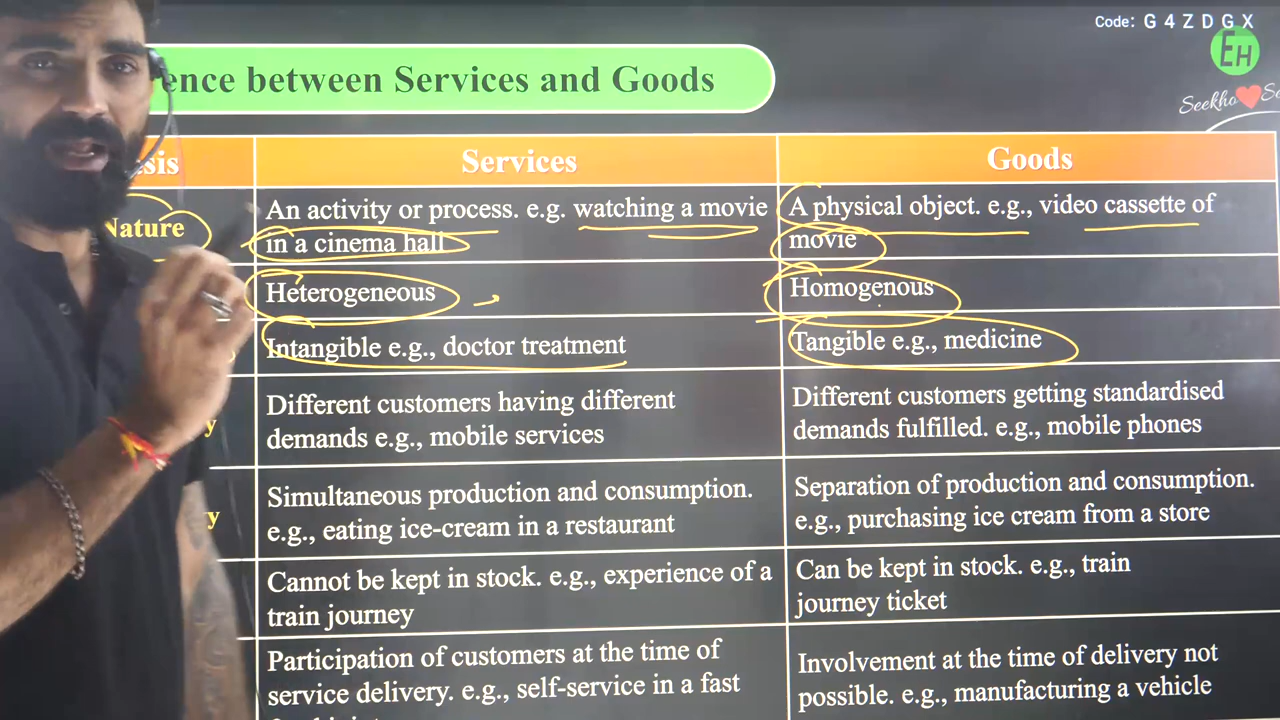 Code: G 4 Z D G X
EH
Seekho
ence between Services and Goods
Services
Goods
Nature
An activity or process. e.g. watching a movie
in a cinema hall
A physical object. e.g., video cassette of
movie
Heterogeneous
Homogenous
Intangible e.g., doctor treatment
Tangible e.g., medicine
Different customers having different
demands e.g., mobile services
Different customers getting standardised
demands fulfilled. e.g., mobile phones
y
Simultaneous production and consumption.
e.g., eating ice-cream in a restaurant
Separation of production and consumption.
e.g., purchasing ice cream from a store
y
Cannot be kept in stock. e.g., experience of a
train journey
Can be kept in stock. e.g., train
journey ticket
Participation of customers at the time of
service delivery. e.g., self-service in a fast
Involvement at the time of delivery not
possible. e.g., manufacturing a vehicle